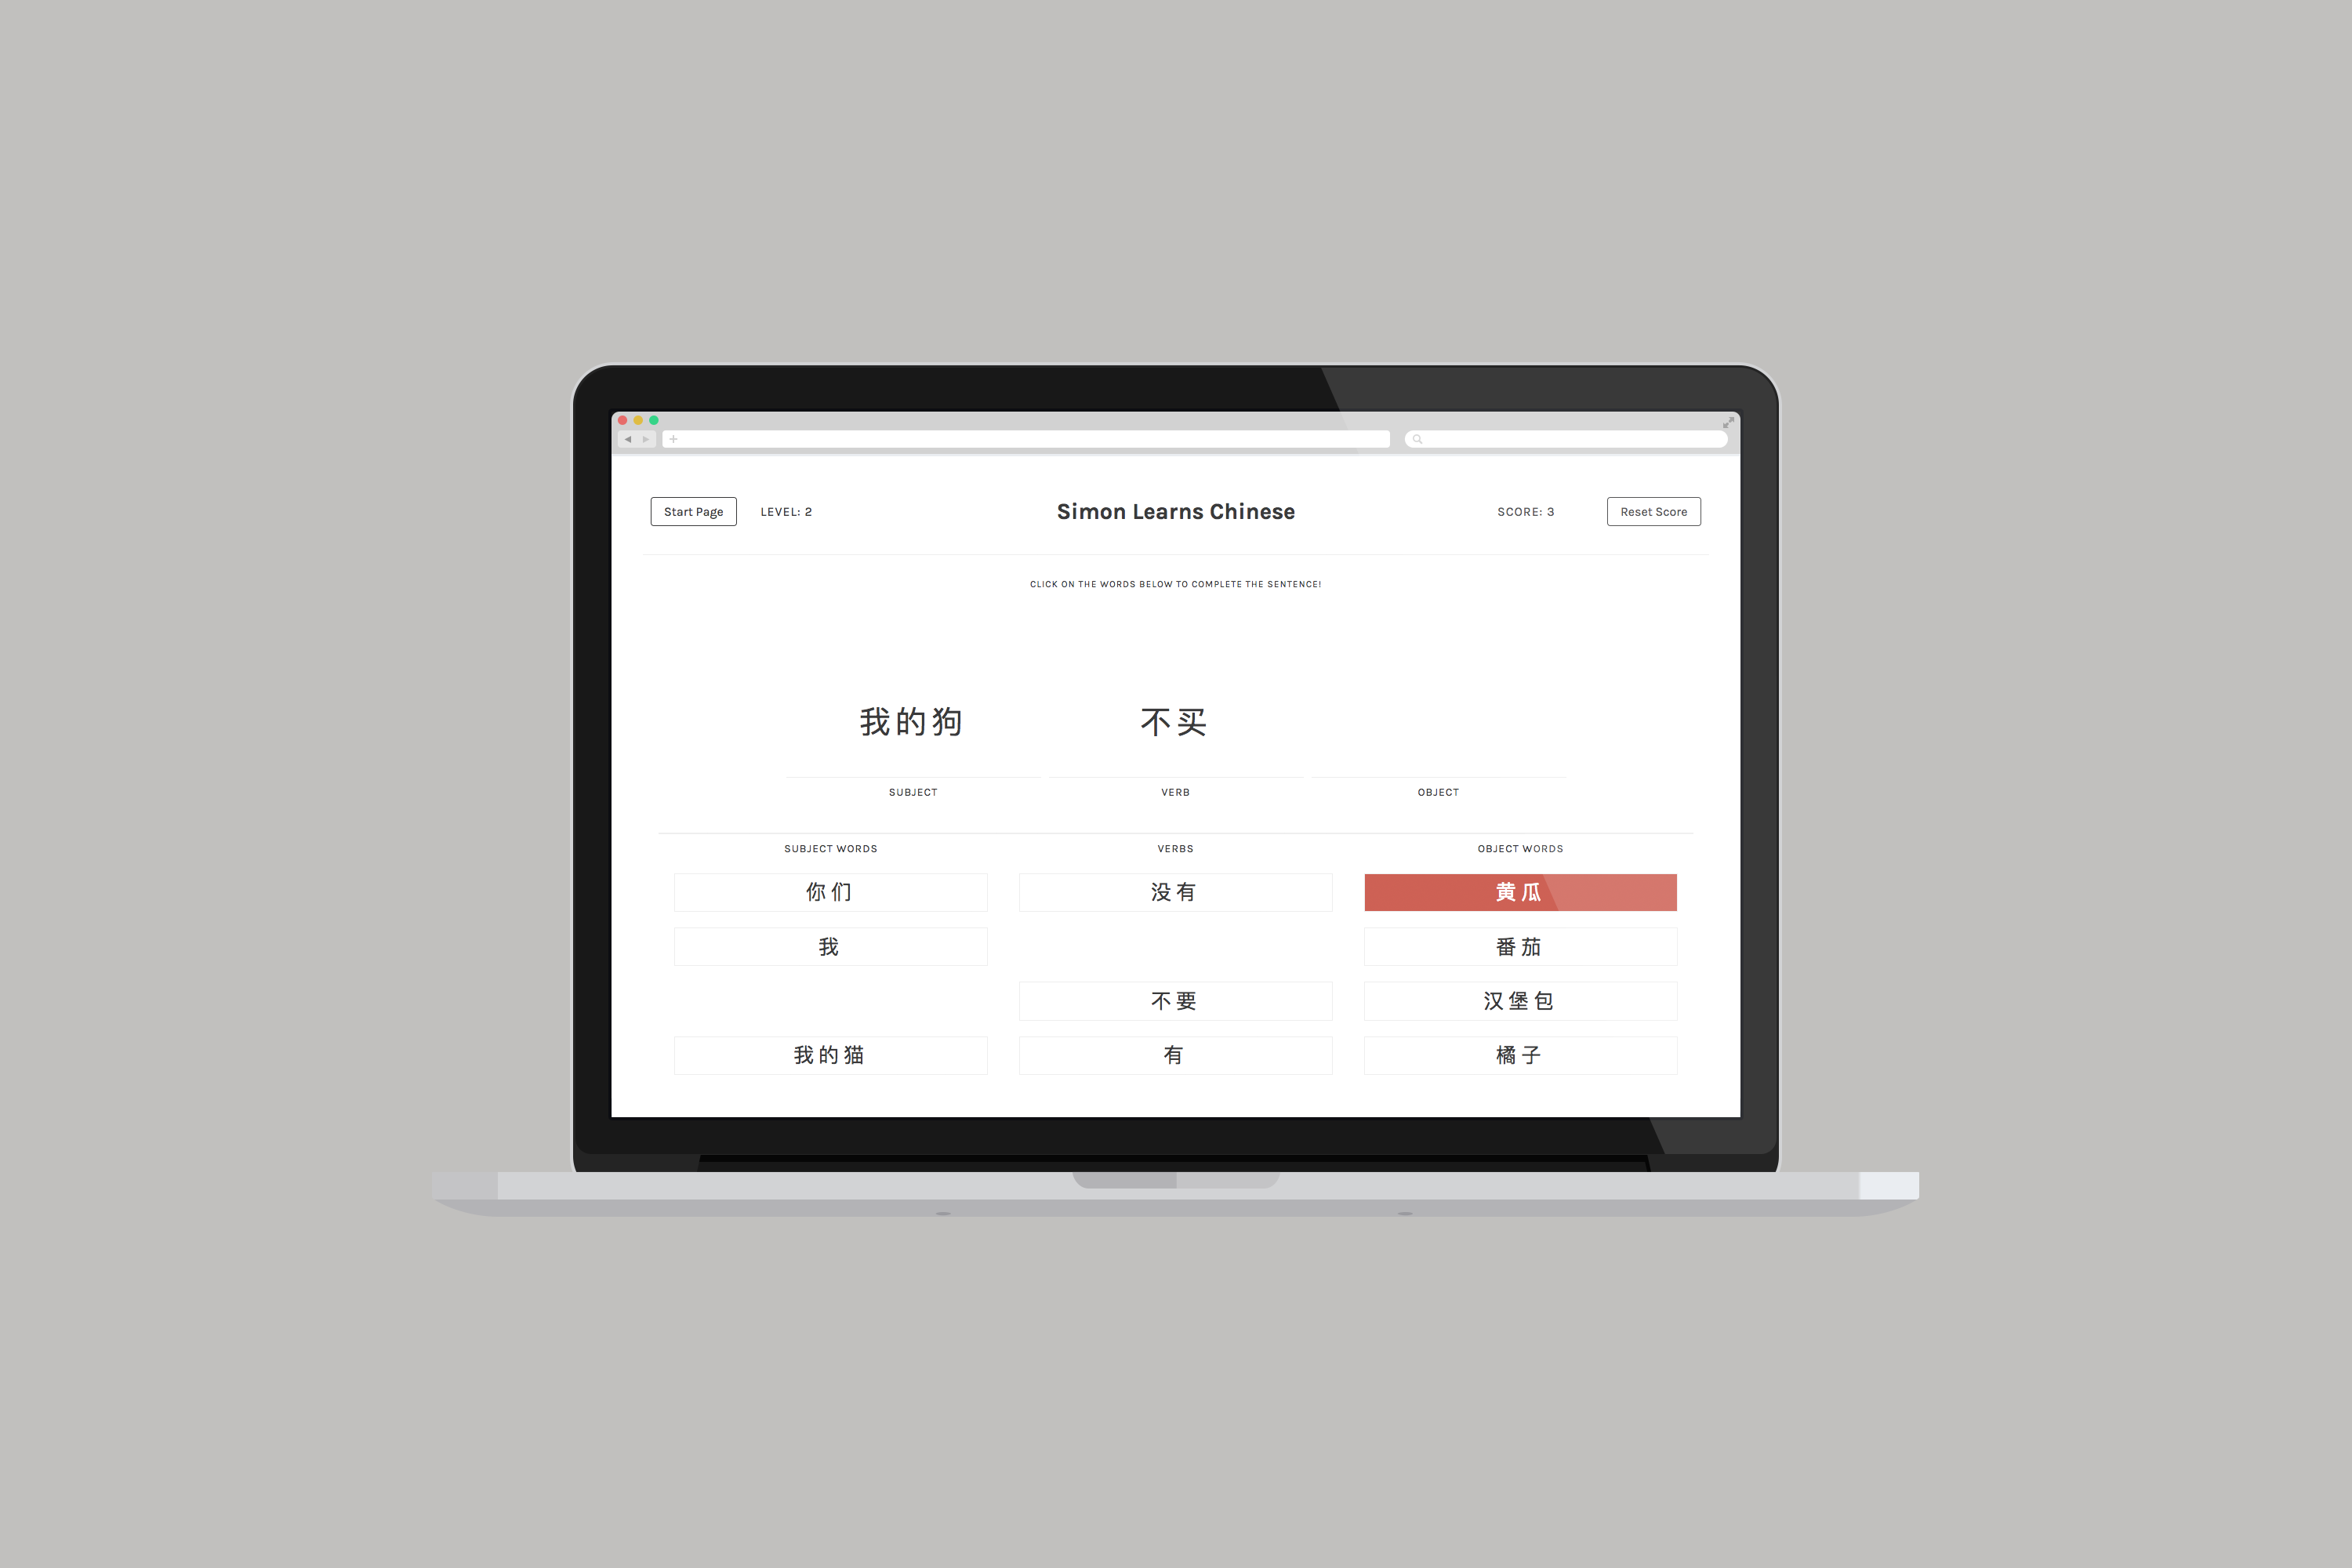 Start Page LEVEL: 2 Simon Learns Chinese SCORE: 3 Reset Score
CLICK ON THE WORDS BELOW TO COMPLETE THE SENTENCE!
我的狗 不买
SUBJECT VERB OBJECT
SUBJECT WORDS VERBS OBJECT WORDS
你们 没有 黄瓜
我 番茄
不要 汉堡包
我的猫 有 橘子